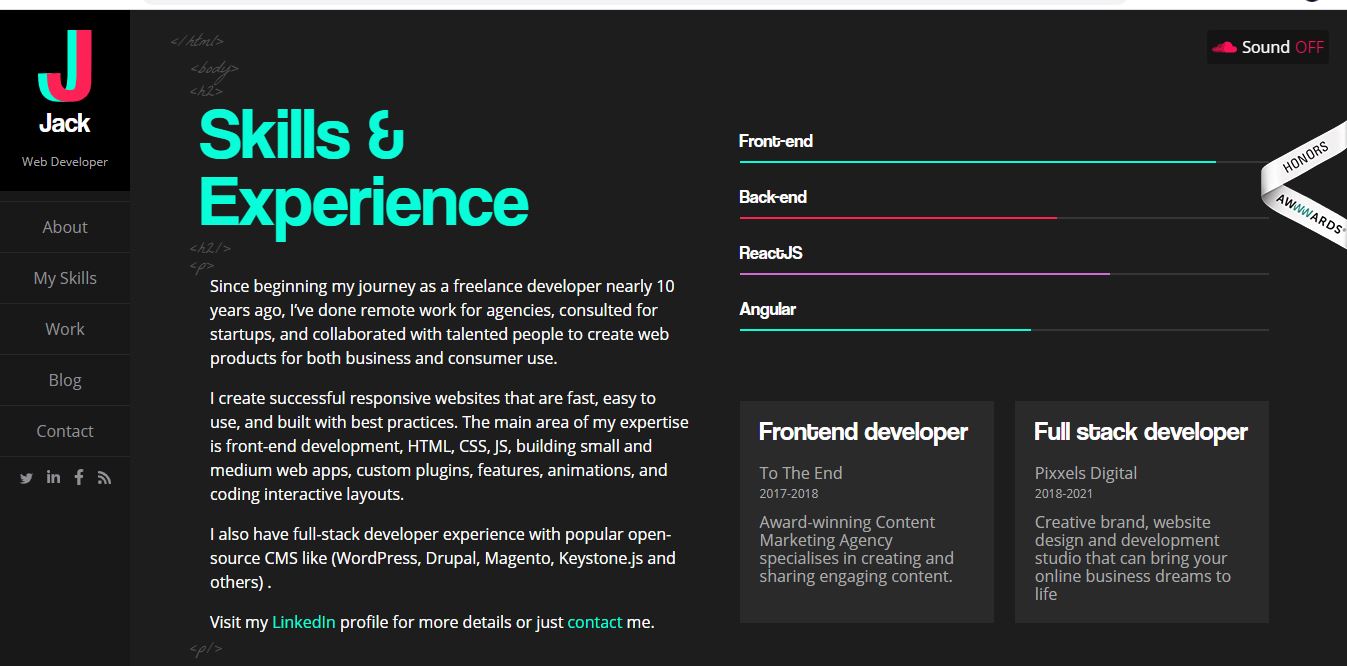 J
Jack
Web Developer
About
My Skills
Work
Blog
Contact
</html>
<body>
<h2>
Skills &
Experience
<h2/>
<p>
Since beginning my journey as a freelance developer nearly 10
years ago, I’ve done remote work for agencies, consulted for
startups, and collaborated with talented people to create web
products for both business and consumer use.
I create successful responsive websites that are fast, easy to
use, and built with best practices. The main area of my expertise
is front-end development, HTML, CSS, JS, building small and
medium web apps, custom plugins, features, animations, and
coding interactive layouts.
I also have full-stack developer experience with popular open-
source CMS like (WordPress, Drupal, Magento, Keystone.js and
others) .
Visit my LinkedIn profile for more details or just contact me.
<p/>
Sound OFF
Front-end
Back-end
ReactJS
Angular
HONORS
AWWWARDS®
Frontend developer
To The End
2017-2018
Award-winning Content
Marketing Agency
specialises in creating and
sharing engaging content.
Full stack developer
Pixxels Digital
2018-2021
Creative brand, website
design and development
studio that can bring your
online business dreams to
life